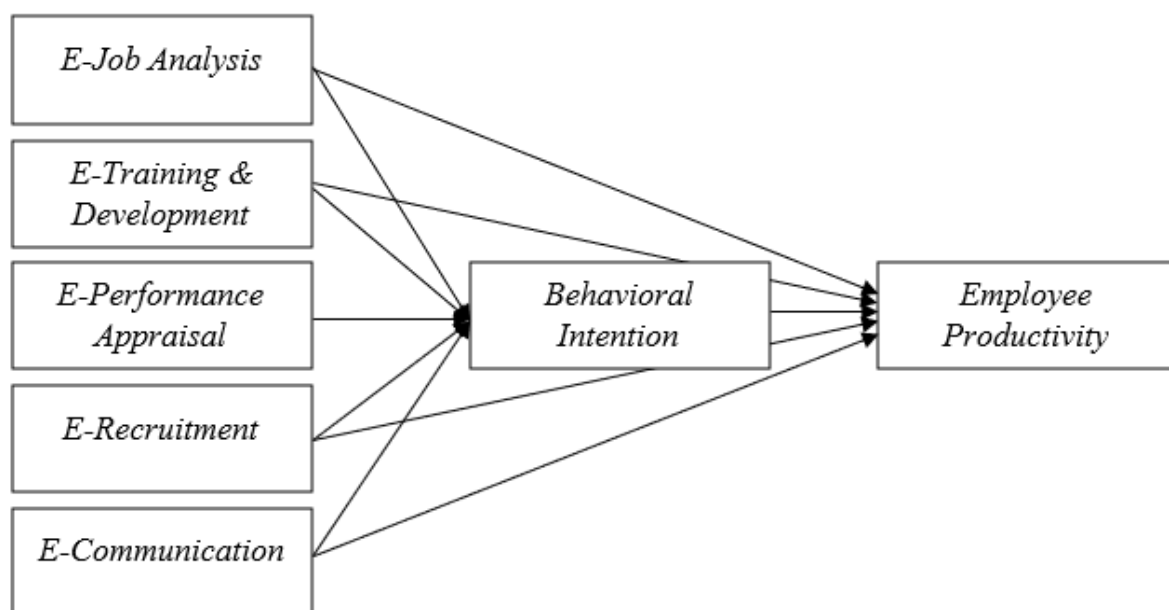 E-Job Analysis
E-Training &
Development
E-Performance
Appraisal
E-Recruitment
E-Communication
Behavioral
Intention
Employee
Productivity